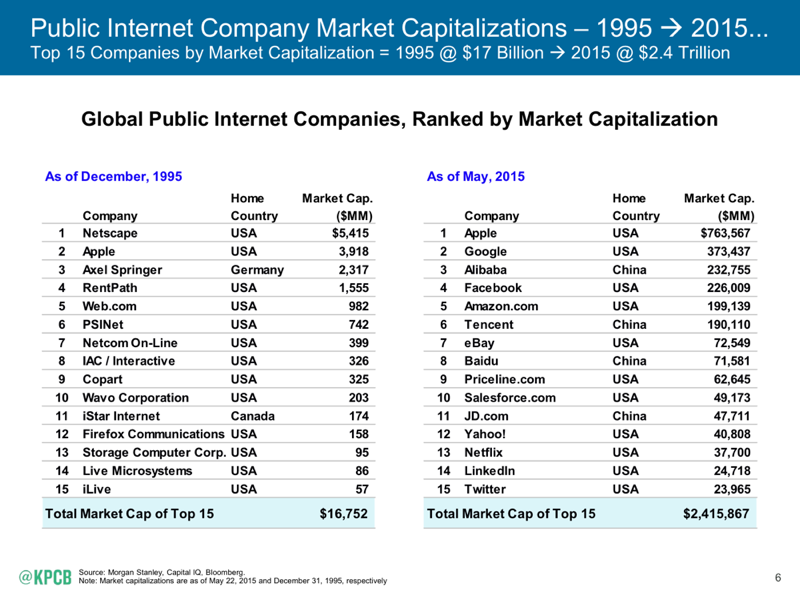 Public Internet Company Market Capitalizations – 1995 → 2015...
Top 15 Companies by Market Capitalization = 1995 @ $17 Billion → 2015 @ $2.4 Trillion
Global Public Internet Companies, Ranked by Market Capitalization
As of December, 1995
Home Market Cap.
Company Country ($MM)
1 Netscape USA $5,415
2 Apple USA 3,918
3 Axel Springer Germany 2,317
4 RentPath USA 1,555
5 Web.com USA 982
6 PSINet USA 742
7 Netcom On-Line USA 399
8 IAC / Interactive USA 326
9 Copart USA 325
10 Wavo Corporation USA 203
11 iStar Internet Canada 174
12 Firefox Communications USA 158
13 Storage Computer Corp. USA 95
14 Live Microsystems USA 86
15 iLive USA 57
Total Market Cap of Top 15 $16,752
As of May, 2015
Home Market Cap.
Company Country ($MM)
1 Apple USA $763,567
2 Google USA 373,437
3 Alibaba China 232,755
4 Facebook USA 226,009
5 Amazon.com USA 199,139
6 Tencent China 190,110
7 eBay USA 72,549
8 Baidu China 71,581
9 Priceline.com USA 62,645
10 Salesforce.com USA 49,173
11 JD.com China 47,711
12 Yahoo! USA 40,808
13 Netflix USA 37,700
14 LinkedIn USA 24,718
15 Twitter USA 23,965
Total Market Cap of Top 15 $2,415,867
@KPCB
Source: Morgan Stanley, Capital IQ, Bloomberg.
Note: Market capitalizations are as of May 22, 2015 and December 31, 1995, respectively
6